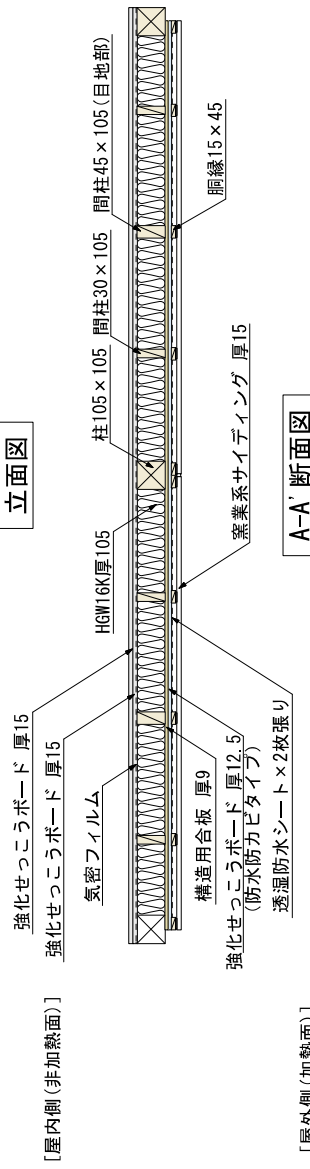 立面図
[屋内側(非加熱面)]
強化せっこうボード 厚15
強化せっこうボード 厚15
気密フィルム
HGW16K厚105
柱105×105
間柱30×105
間柱45×105(目地部)
構造用合板 厚9
強化せっこうボード 厚12.5
(防水防カビタイプ)
透湿防水シート×2枚張り
窯業系サイディング 厚15
胴縁15×45
[屋外側(加熱面)]
A-A' 断面図